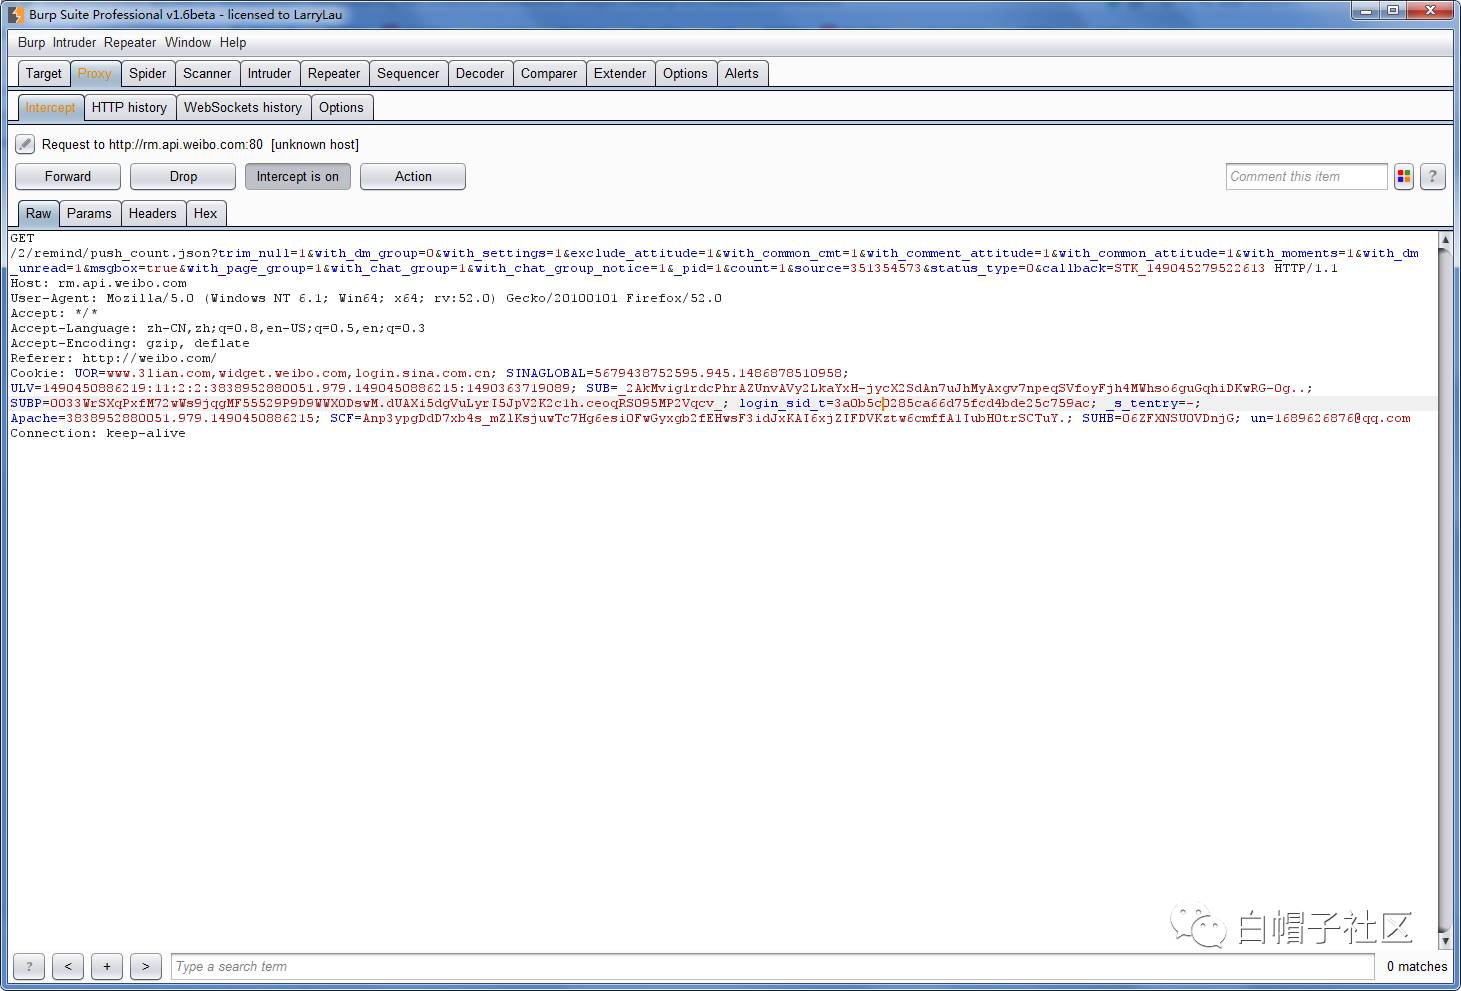 Burp Suite Professional v1.6beta - licensed to LarryLau
Burp Intruder Repeater Window Help
Target Proxy Spider Scanner Intruder Repeater Sequencer Decoder Comparer Extender Options Alerts
Intercept HTTP history WebSockets history Options
Request to http://rm.api.weibo.com:80 [unknown host]
Forward Drop Intercept is on Action Comment this item ?
Raw Params Headers Hex
GET
/2/remind/push_count.json?trim_null=1&with_dm_group=0&with_settings=1&exclude_attitude=1&with_common_cmt=1&with_comment_attitude=1&with_common_attitude=1&with_moments=1&with_dm
_unread=1&msgbox=true&with_page_group=1&with_chat_group=1&with_chat_group_notice=1&_pid=1&count=1&source=351354573&status_type=0&callback=STK_149045279522613 HTTP/1.1
Host: rm.api.weibo.com
User-Agent: Mozilla/5.0 (Windows NT 6.1; Win64; x64; rv:52.0) Gecko/20100101 Firefox/52.0
Accept: */*
Accept-Language: zh-CN,zh;q=0.8,en-US;q=0.5,en;q=0.3
Accept-Encoding: gzip, deflate
Referer: http://weibo.com/
Cookie: UOR=www.3lian.com,widget.weibo.com,login.sina.com.cn; SINAGLOBAL=5679438752595.945.1486878510958;
ULV=1490450886219:11:2:2:3838952880051.979.1490450886215:1490363719089; SUB=_2AkMvig1rdcPhrAZUnvAVy2LkaYxH-jycX2SdAn7uJhMyAxqv7npeqSVfoyFjh4MWhso6guGqhiDKwRG-Og..;
SUBP=0033WrSXqPxfM72wWs9jqgMF55529P9D9WWXODswM.dUAXi5dgVuLyrI5JpV2K2c1h.ceoqRSO95MP2Vqcv_; login_sid_t=3a0b5c0285ca66d75fcd4bde25c759ac; _s_tentry=-;
Apache=3838952880051.979.1490450886215; SCF=Anp3ypgDdD7xb4s_mZlKsjuwTc7Hg6esiOFwGyxgb2fEHwsF3idJxKAI6xjZIFDVKztw6cmffA1IubHOtrSCTuY.; SUHB=06ZFXNSUOVDnjG; un=1689626876@qq.com
Connection: keep-alive
白帽子社区
? < + > Type a search term 0 matches